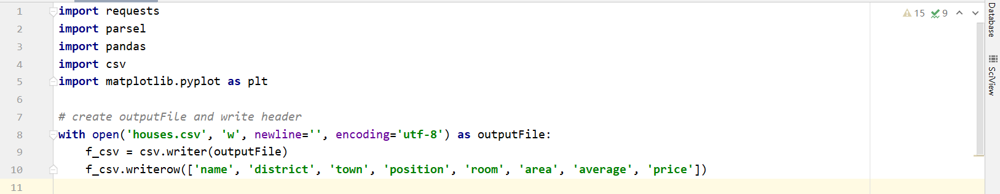 1 import requests
2 import parsel
3 import pandas
4 import csv
5 import matplotlib.pyplot as plt
6
7 # create outputFile and write header
8 with open('houses.csv', 'w', newline='', encoding='utf-8') as outputFile:
9     f_csv = csv.writer(outputFile)
10     f_csv.writerow(['name', 'district', 'town', 'position', 'room', 'area', 'average', 'price'])
11
15 9
Database
SciView